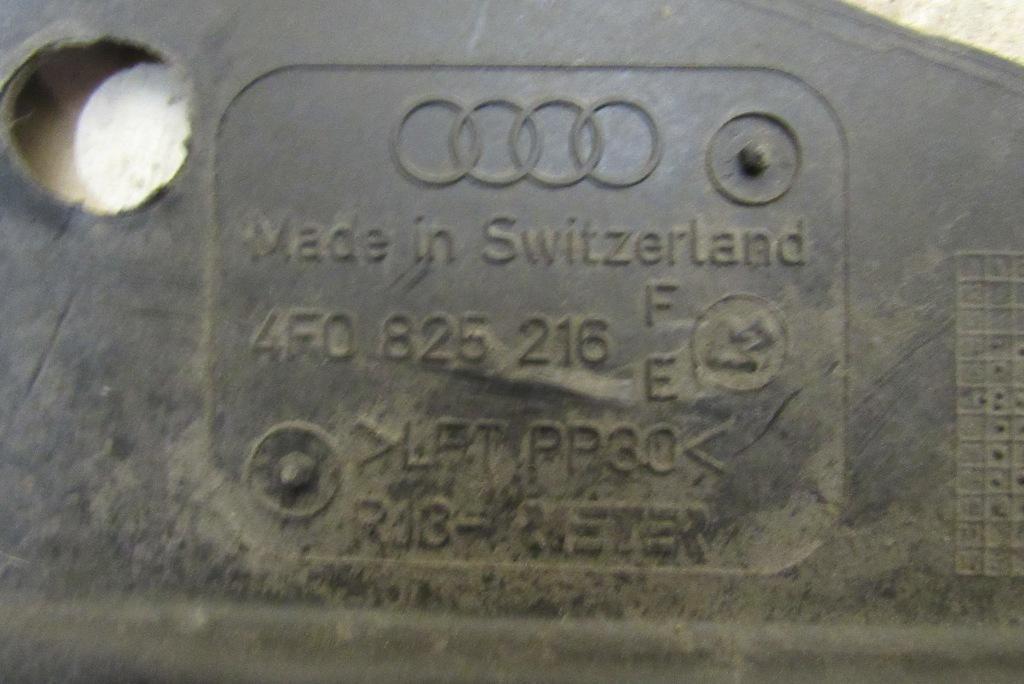 Made in Switzerland
4F0 825 216 F
E
>LFT PP30<